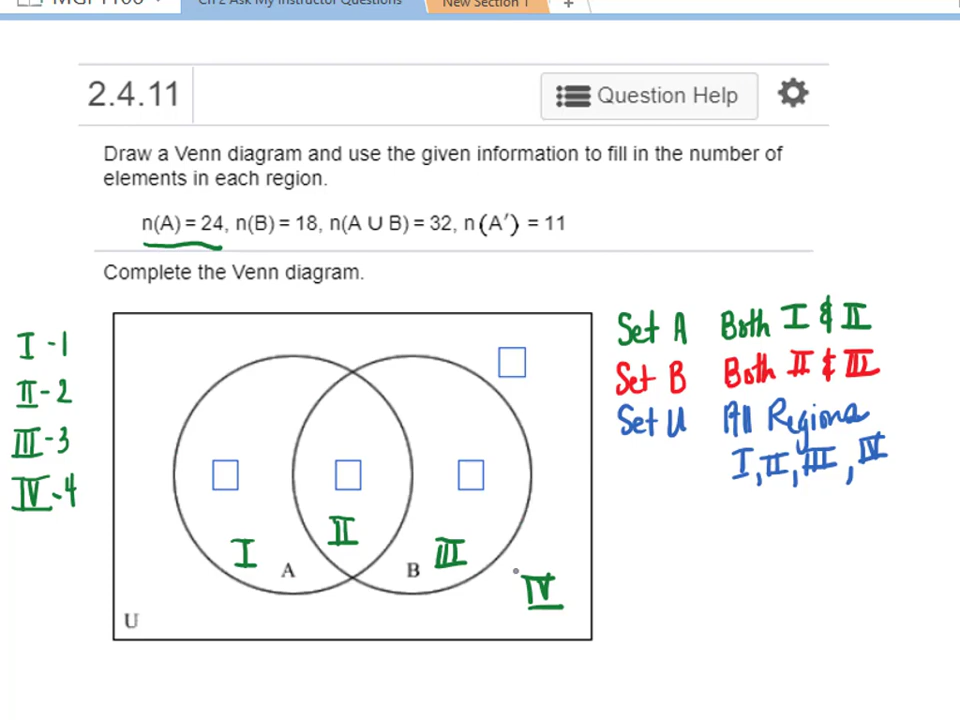 Ch 2 Ask My Instructor Questions
New Section 1
+
2.4.11
Question Help
Draw a Venn diagram and use the given information to fill in the number of
elements in each region.
n(A) = 24, n(B) = 18, n(A ∪ B) = 32, n(A′) = 11
Complete the Venn diagram.
I - 1
II - 2
III - 3
IV - 4
I
II
III
IV
A
B
U
Set A Both I & II
Set B Both II & III
Set U All Regions
I, II, III, IV